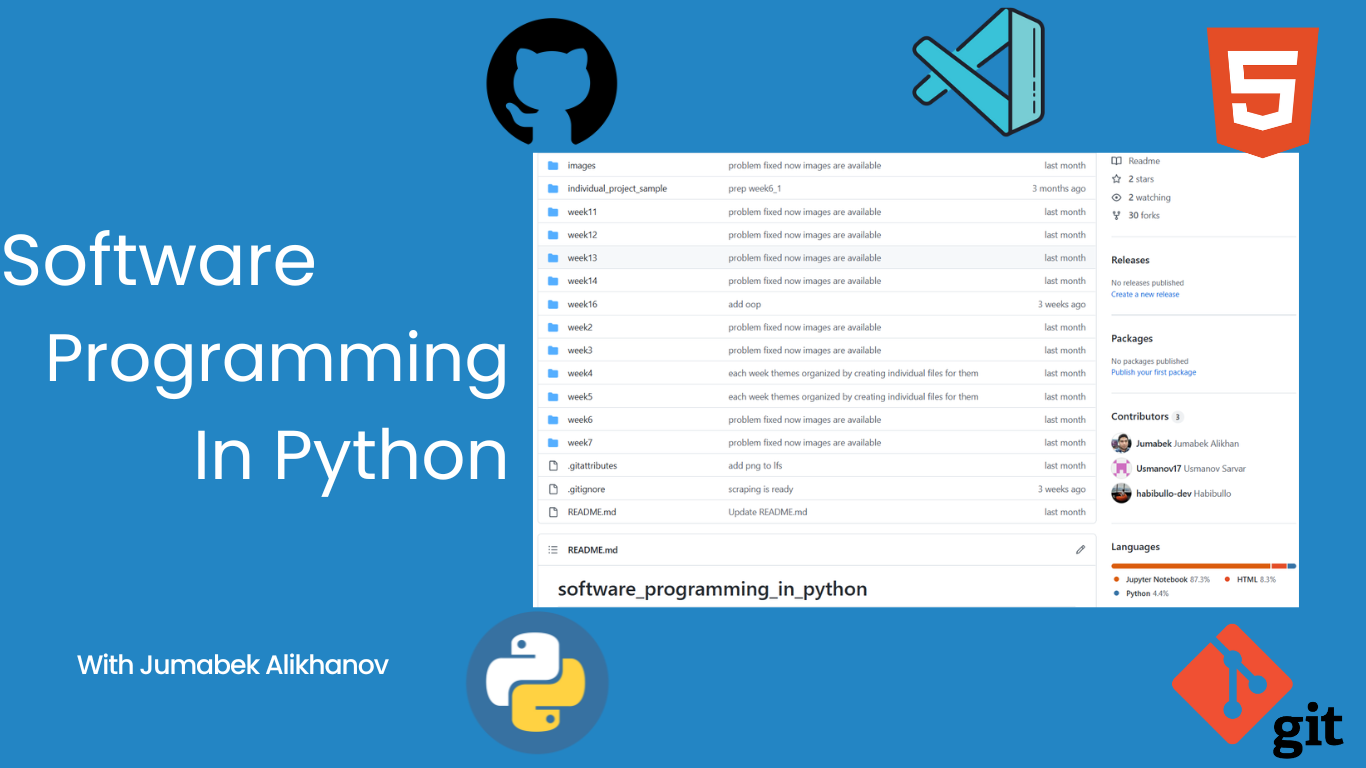 Software
Programming
In Python
With Jumabek Alikhanov
images problem fixed now images are available last month
individual_project_sample prep week6_1 3 months ago
week11 problem fixed now images are available last month
week12 problem fixed now images are available last month
week13 problem fixed now images are available last month
week14 problem fixed now images are available last month
week16 add oop 3 weeks ago
week2 problem fixed now images are available last month
week3 problem fixed now images are available last month
week4 each week themes organized by creating individual files for them last month
week5 each week themes organized by creating individual files for them last month
week6 problem fixed now images are available last month
week7 problem fixed now images are available last month
.gitattributes add png to lfs last month
.gitignore scraping is ready 3 weeks ago
README.md Update README.md last month
README.md
software_programming_in_python
Readme
2 stars
2 watching
30 forks
Releases
No releases published
Create a new release
Packages
No packages published
Publish your first package
Contributors 3
Jumabek Jumabek Alikhan
Usmanov17 Usmanov Sarvar
habibullo-dev Habibullo
Languages
Jupyter Notebook 87.3% HTML 8.3%
Python 4.4%
5
git